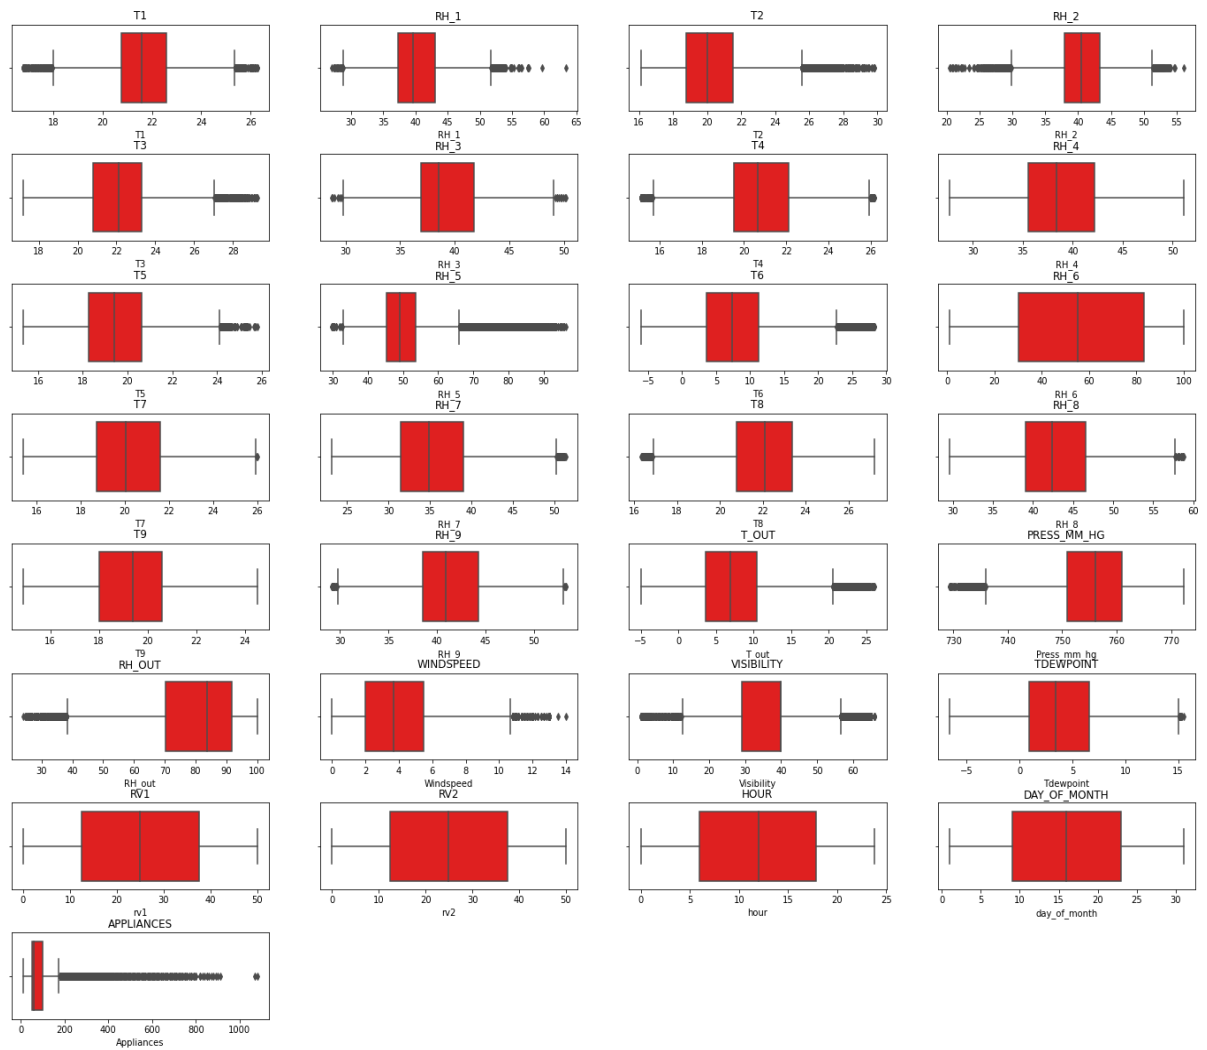 T1 RH_1 T2 RH_2
18 20 22 24 26 30 35 40 45 50 55 60 65 16 18 20 22 24 26 28 30 20 25 30 35 40 45 50 55
T1 RH_1 T2 RH_2
T3 RH_3 T4 RH_4
18 20 22 24 26 28 30 35 40 45 50 16 18 20 22 24 26 30 35 40 45 50
T3 RH_3 T4 RH_4
T5 RH_5 T6 RH_6
16 18 20 22 24 26 30 40 50 60 70 80 90 −5 0 5 10 15 20 25 30 0 20 40 60 80 100
T5 RH_5 T6 RH_6
T7 RH_7 T8 RH_8
16 18 20 22 24 26 25 30 35 40 45 50 18 20 22 24 26 30 35 40 45 50 55 60
T7 RH_7 T8 RH_8
T9 RH_9 T_OUT PRESS_MM_HG
16 18 20 22 24 30 35 40 45 50 −5 0 5 10 15 20 25 730 740 750 760 770
T9 RH_9 T_out Press_mm_hg
RH_OUT WINDSPEED VISIBILITY TDEWPOINT
30 40 50 60 70 80 90 100 0 2 4 6 8 10 12 14 0 10 20 30 40 50 60 −5 0 5 10 15
RH_out Windspeed Visibility Tdewpoint
RV1 RV2 HOUR DAY_OF_MONTH
0 10 20 30 40 50 0 10 20 30 40 50 0 5 10 15 20 25 0 5 10 15 20 25 30
rv1 rv2 hour day_of_month
APPLIANCES
0 200 400 600 800 1000
Appliances